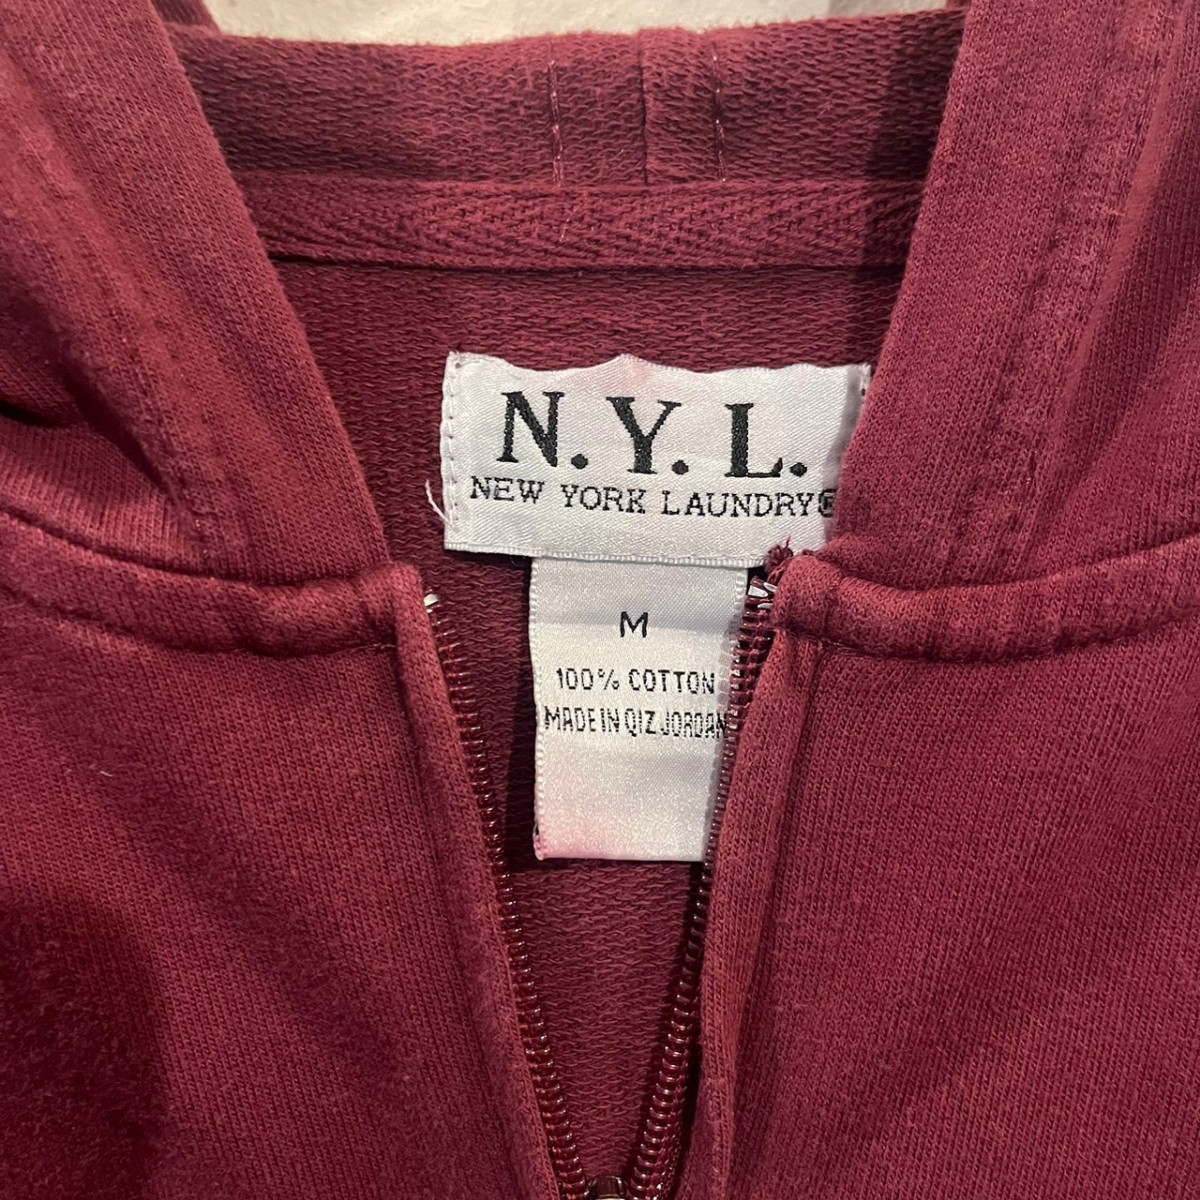 N. Y. L.
NEW YORK LAUNDRY®
M
100% COTTON
MADE IN QIZ JORDAN